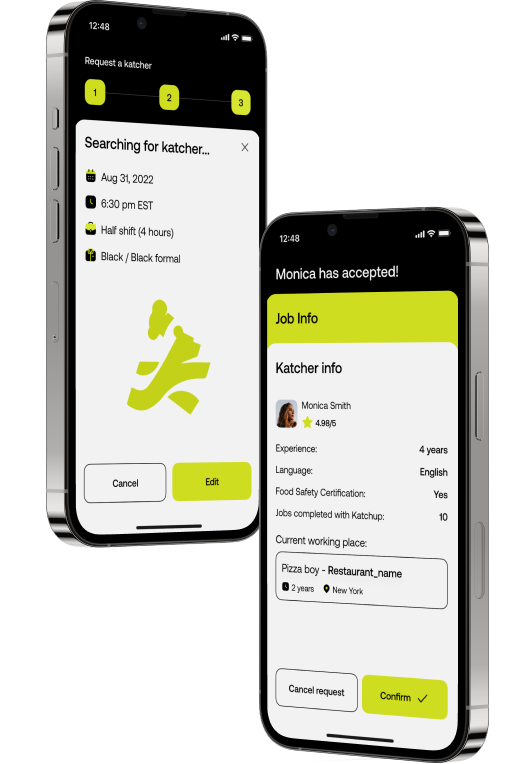 12:48
Request a katcher
1
2
3
Searching for katcher...
Aug 31, 2022
6:30 pm EST
Half shift (4 hours)
Black / Black formal
Cancel
Edit
12:48
Monica has accepted!
Job Info
Katcher info
Monica Smith
4.98/5
Experience: 4 years
Language: English
Food Safety Certification: Yes
Jobs completed with Katchup: 10
Current working place:
Pizza boy - Restaurant_name
2 years New York
Cancel request
Confirm